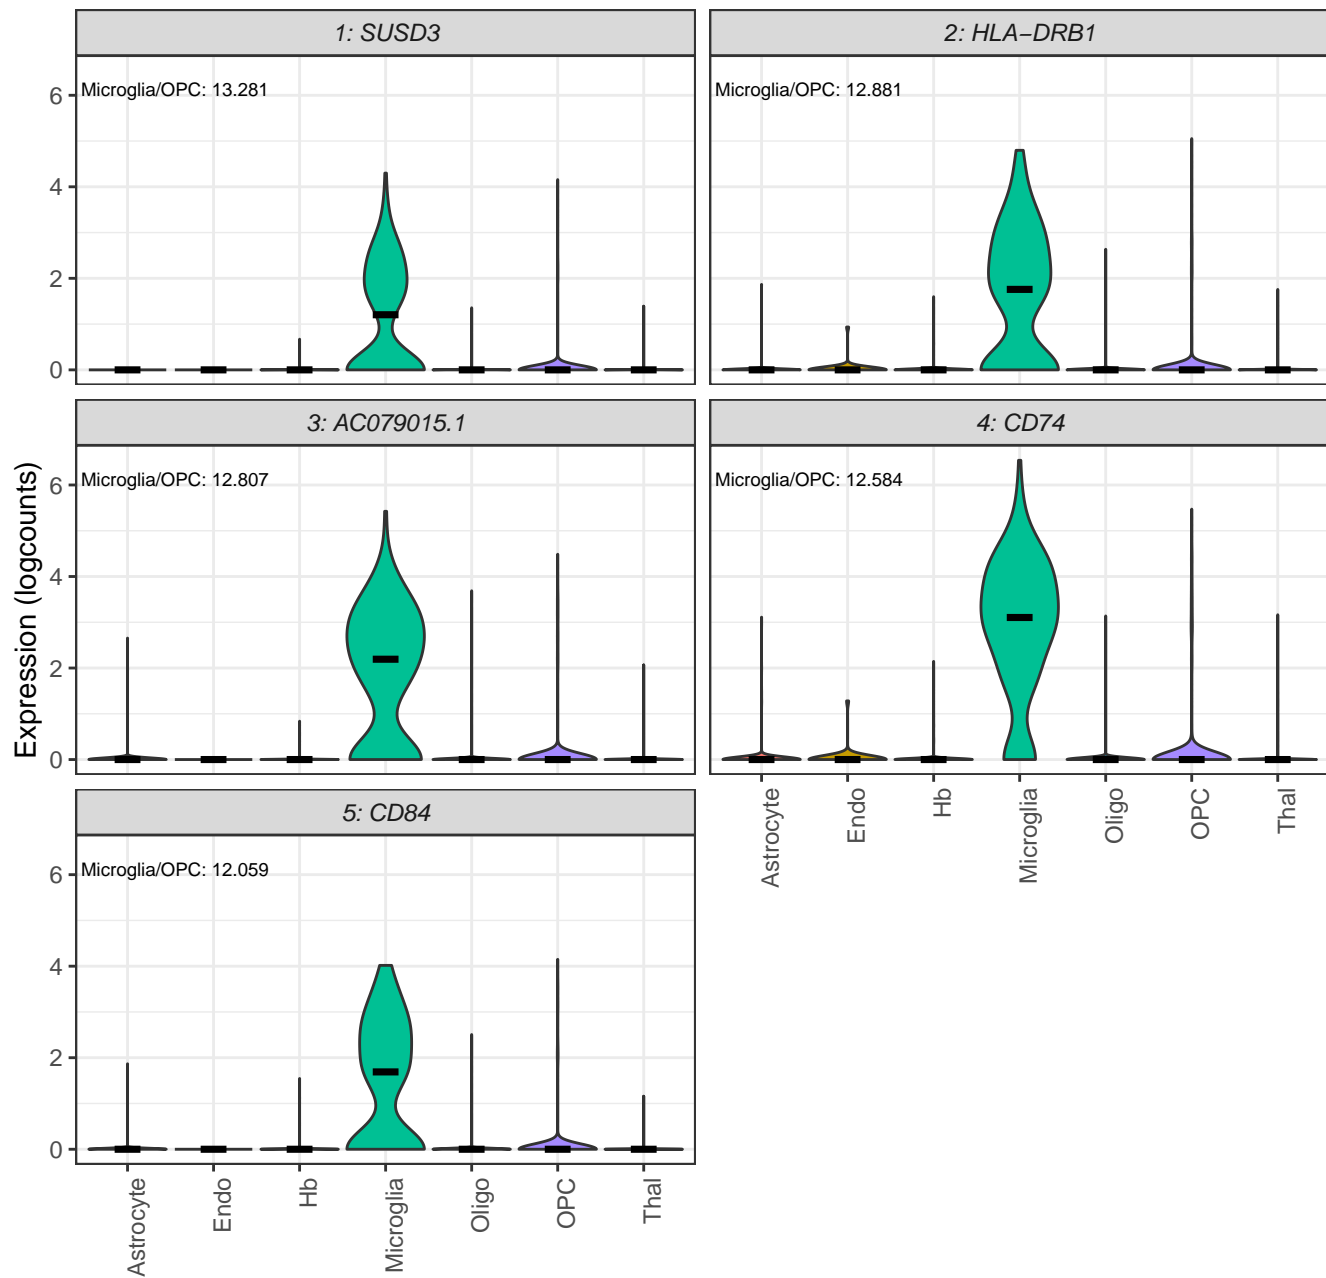 1: SUSD3
2: HLA−DRB1
6
Microglia/OPC: 13.281
Microglia/OPC: 12.881
4
2
0
3: AC079015.1
4: CD74
6
Microglia/OPC: 12.807
Microglia/OPC: 12.584
4
2
0
Expression (logcounts)
Astrocyte
Endo
Hb
Microglia
Oligo
OPC
Thal
5: CD84
6
Microglia/OPC: 12.059
4
2
0
Astrocyte
Endo
Hb
Microglia
Oligo
OPC
Thal